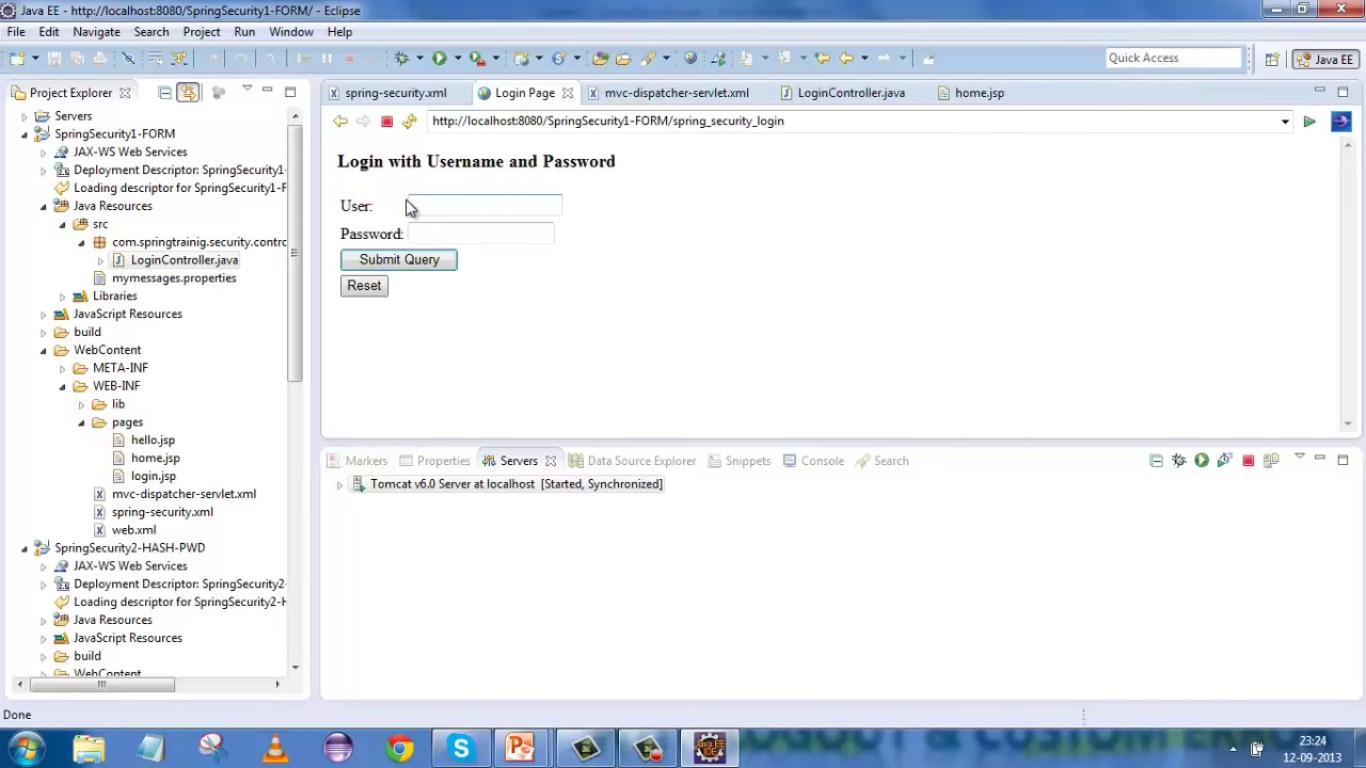 Java EE - http://localhost:8080/SpringSecurity1-FORM/ - Eclipse
File Edit Navigate Search Project Run Window Help
Quick Access
Java EE
Project Explorer
spring-security.xml
Login Page
mvc-dispatcher-servlet.xml
LoginController.java
home.jsp
http://localhost:8080/SpringSecurity1-FORM/spring_security_login
Servers
SpringSecurity1-FORM
JAX-WS Web Services
Deployment Descriptor: SpringSecurity1-
Loading descriptor for SpringSecurity1-F
Java Resources
src
com.springtrainig.security.contrc
LoginController.java
mymessages.properties
Libraries
JavaScript Resources
build
WebContent
META-INF
WEB-INF
lib
pages
hello.jsp
home.jsp
login.jsp
mvc-dispatcher-servlet.xml
spring-security.xml
web.xml
SpringSecurity2-HASH-PWD
JAX-WS Web Services
Deployment Descriptor: SpringSecurity2-
Loading descriptor for SpringSecurity2-H
Java Resources
JavaScript Resources
build
WebContent
Login with Username and Password
User:
Password:
Submit Query
Reset
Markers
Properties
Servers
Data Source Explorer
Snippets
Console
Search
Tomcat v6.0 Server at localhost [Started, Synchronized]
Done
Java EE
IDE
23:24
12-09-2013